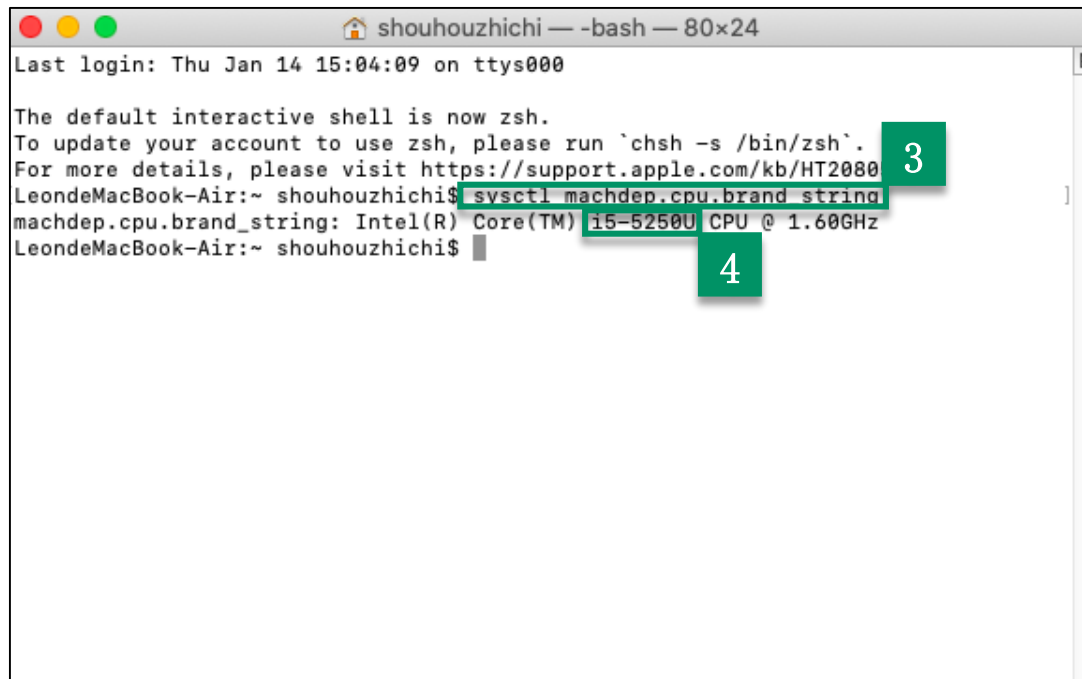 shouhouzhichi — -bash — 80×24
Last login: Thu Jan 14 15:04:09 on ttys000
The default interactive shell is now zsh.
To update your account to use zsh, please run `chsh -s /bin/zsh`.
For more details, please visit https://support.apple.com/kb/HT2080
3
LeondeMacBook-Air:~ shouhouzhichi$ sysctl machdep.cpu.brand_string
machdep.cpu.brand_string: Intel(R) Core(TM) i5-5250U CPU @ 1.60GHz
LeondeMacBook-Air:~ shouhouzhichi$
4